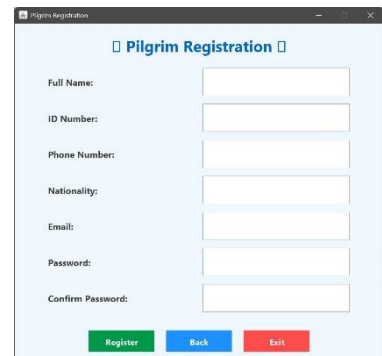 Pilgrim Registration
Pilgrim Registration
Full Name:
ID Number:
Phone Number:
Nationality:
Email:
Password:
Confirm Password:
Register Back Exit